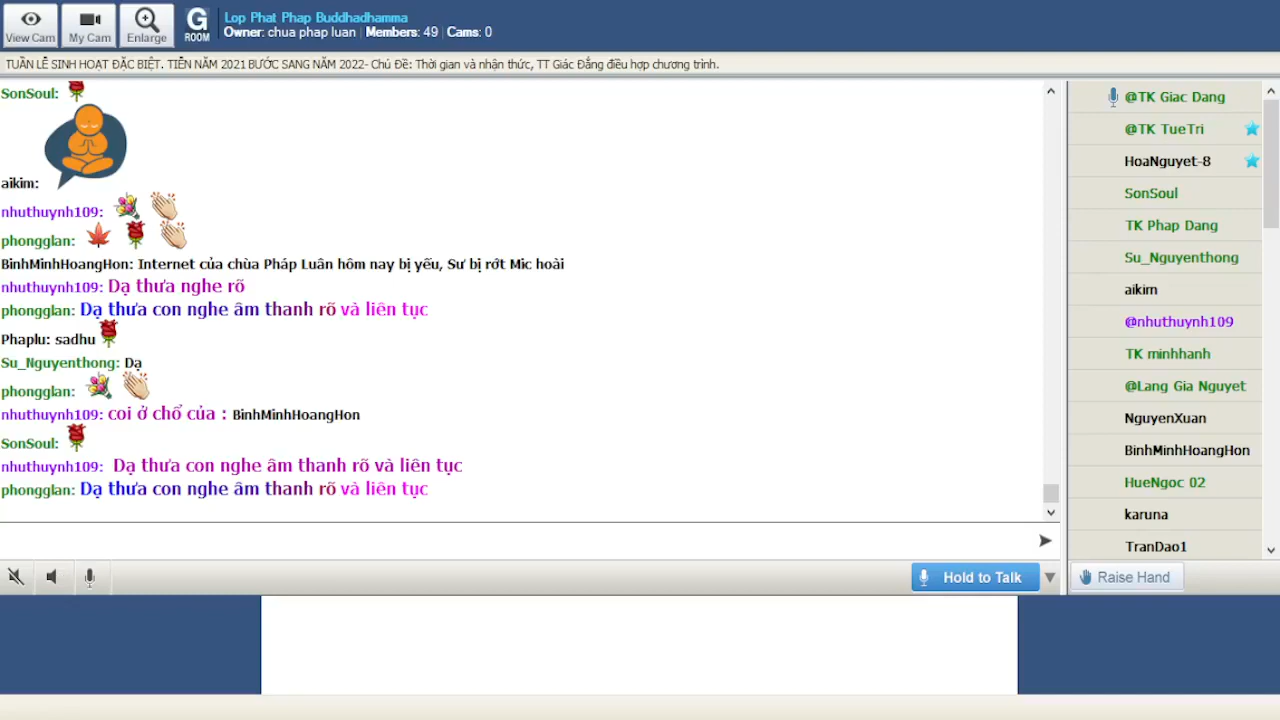 View Cam
My Cam
Enlarge
G
ROOM
Lop Phat Phap Buddhadhamma
Owner: chua phap luan | Members: 49 | Cams: 0
TUẦN LỄ SINH HOẠT ĐẶC BIỆT. TIỄN NĂM 2021 BƯỚC SANG NĂM 2022- Chủ Đề: Thời gian và nhận thức, TT Giác Đẳng điều hợp chương trình.
SonSoul:
aikim:
nhuthuynh109:
phongglan:
BinhMinhHoangHon: Internet của chùa Pháp Luân hôm nay bị yếu, Sư bị rớt Mic hoài
nhuthuynh109: Dạ thưa nghe rõ
phongglan: Dạ thưa con nghe âm thanh rõ và liên tục
Phaplu: sadhu
Su_Nguyenthong: Dạ
phongglan:
nhuthuynh109: coi ở chổ của : BinhMinhHoangHon
SonSoul:
nhuthuynh109: Dạ thưa con nghe âm thanh rõ và liên tục
phongglan: Dạ thưa con nghe âm thanh rõ và liên tục
Hold to Talk
@TK Giac Dang
@TK TueTri
HoaNguyet-8
SonSoul
TK Phap Dang
Su_Nguyenthong
aikim
@nhuthuynh109
TK minhhanh
@Lang Gia Nguyet
NguyenXuan
BinhMinhHoangHon
HueNgoc 02
karuna
TranDao1
Raise Hand